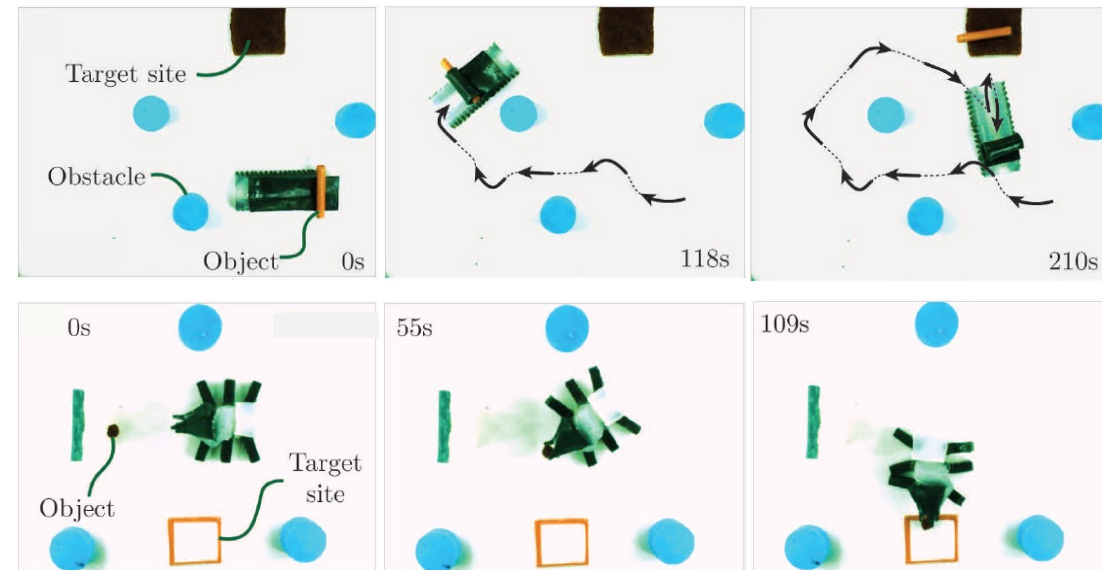 Target site
Obstacle
Object
0s
118s
210s
0s
Object
Target
site
55s
109s